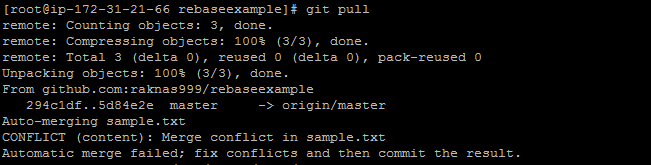 [root@ip-172-31-21-66 rebaseexample]# git pull
remote: Counting objects: 3, done.
remote: Compressing objects: 100% (3/3), done.
remote: Total 3 (delta 0), reused 0 (delta 0), pack-reused 0
Unpacking objects: 100% (3/3), done.
From github.com:raknas999/rebaseexample
   294c1df..5d84e2e  master     -> origin/master
Auto-merging sample.txt
CONFLICT (content): Merge conflict in sample.txt
Automatic merge failed; fix conflicts and then commit the result.